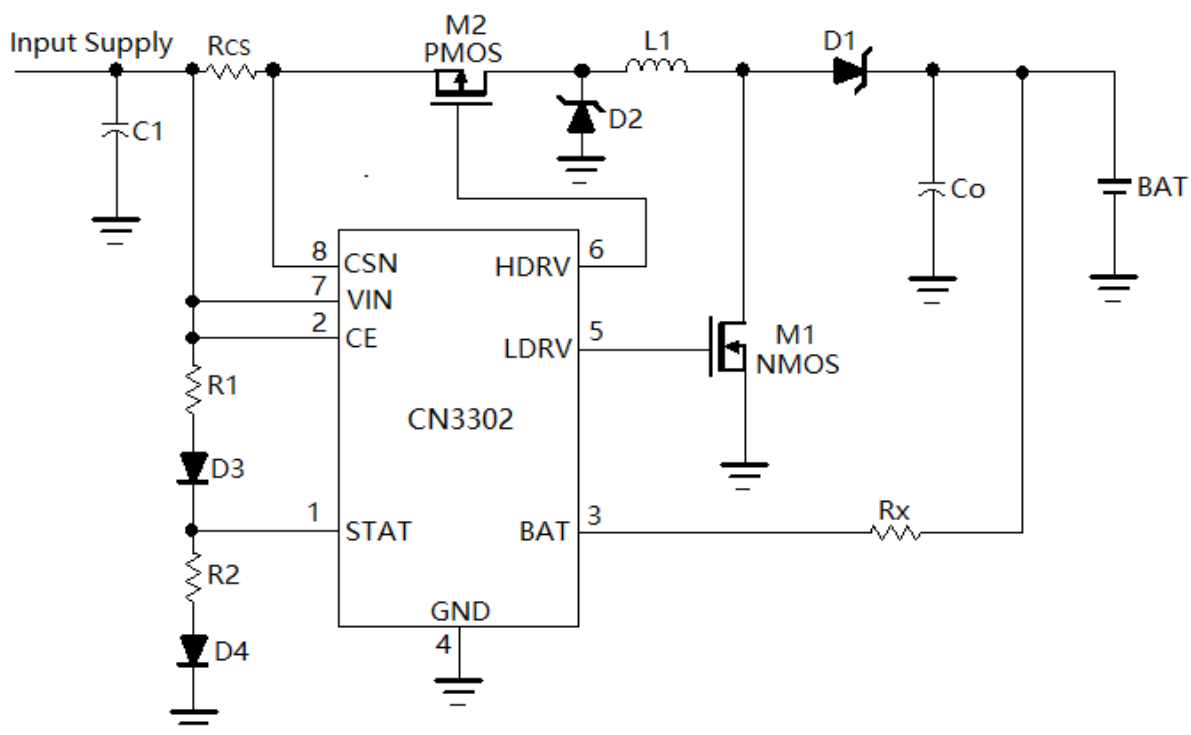 Input Supply
RCS
M2
PMOS
L1
D1
C1
D2
Co
BAT
8
CSN
HDRV
6
7
VIN
2
CE
LDRV
5
M1
NMOS
R1
CN3302
D3
1
STAT
BAT
3
Rx
R2
GND
4
D4